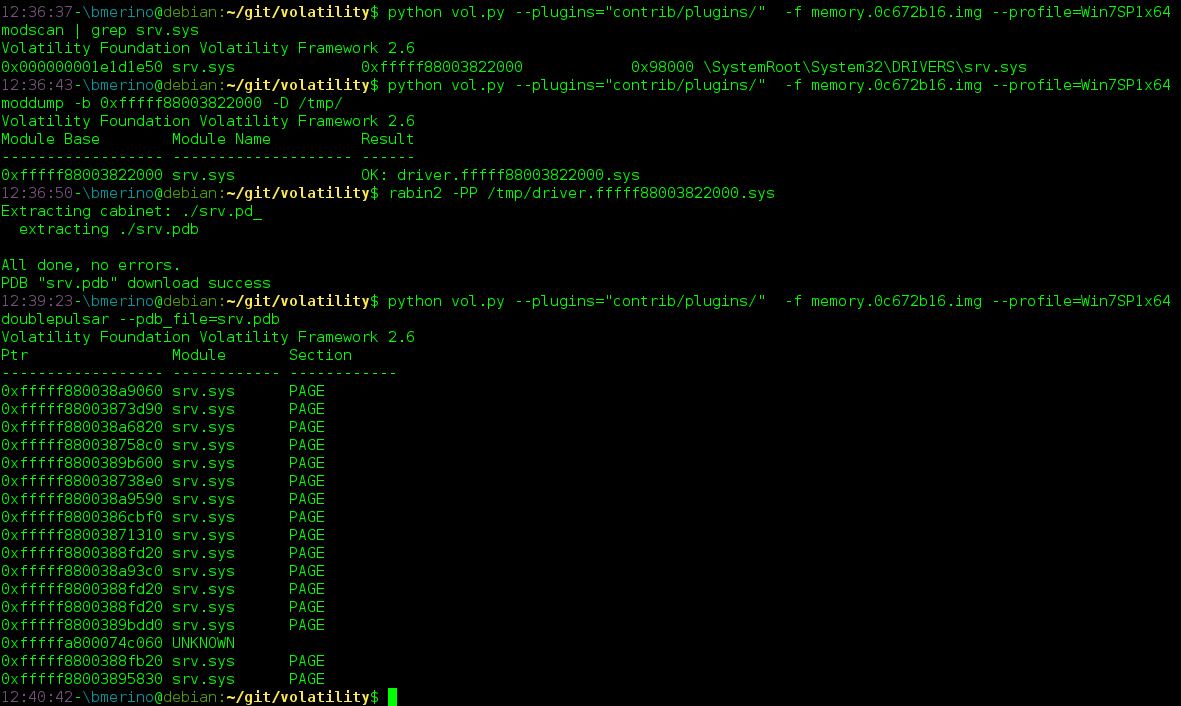 12:36:37-\bmerino@debian:~/git/volatility$ python vol.py --plugins="contrib/plugins/"  -f memory.0c672b16.img --profile=Win7SP1x64
modscan | grep srv.sys
Volatility Foundation Volatility Framework 2.6
0x000000001e1d1e50 srv.sys              0xfffff88003822000            0x98000 \SystemRoot\System32\DRIVERS\srv.sys
12:36:43-\bmerino@debian:~/git/volatility$ python vol.py --plugins="contrib/plugins/"  -f memory.0c672b16.img --profile=Win7SP1x64
moddump -b 0xfffff88003822000 -D /tmp/
Volatility Foundation Volatility Framework 2.6
Module Base        Module Name          Result
------------------ -------------------- ------
0xfffff88003822000 srv.sys              OK: driver.fffff88003822000.sys
12:36:50-\bmerino@debian:~/git/volatility$ rabin2 -PP /tmp/driver.fffff88003822000.sys
Extracting cabinet: ./srv.pd_
  extracting ./srv.pdb

All done, no errors.
PDB "srv.pdb" download success
12:39:23-\bmerino@debian:~/git/volatility$ python vol.py --plugins="contrib/plugins/"  -f memory.0c672b16.img --profile=Win7SP1x64
doublepulsar --pdb_file=srv.pdb
Volatility Foundation Volatility Framework 2.6
Ptr                Module       Section
------------------ ------------ ------------
0xfffff880038a9060 srv.sys      PAGE
0xfffff88003873d90 srv.sys      PAGE
0xfffff880038a6820 srv.sys      PAGE
0xfffff880038758c0 srv.sys      PAGE
0xfffff8800389b600 srv.sys      PAGE
0xfffff880038738e0 srv.sys      PAGE
0xfffff880038a9590 srv.sys      PAGE
0xfffff8800386cbf0 srv.sys      PAGE
0xfffff88003871310 srv.sys      PAGE
0xfffff8800388fd20 srv.sys      PAGE
0xfffff880038a93c0 srv.sys      PAGE
0xfffff8800388fd20 srv.sys      PAGE
0xfffff8800388fd20 srv.sys      PAGE
0xfffff8800389bdd0 srv.sys      PAGE
0xfffffa800074c060 UNKNOWN
0xfffff8800388fb20 srv.sys      PAGE
0xfffff88003895830 srv.sys      PAGE
12:40:42-\bmerino@debian:~/git/volatility$